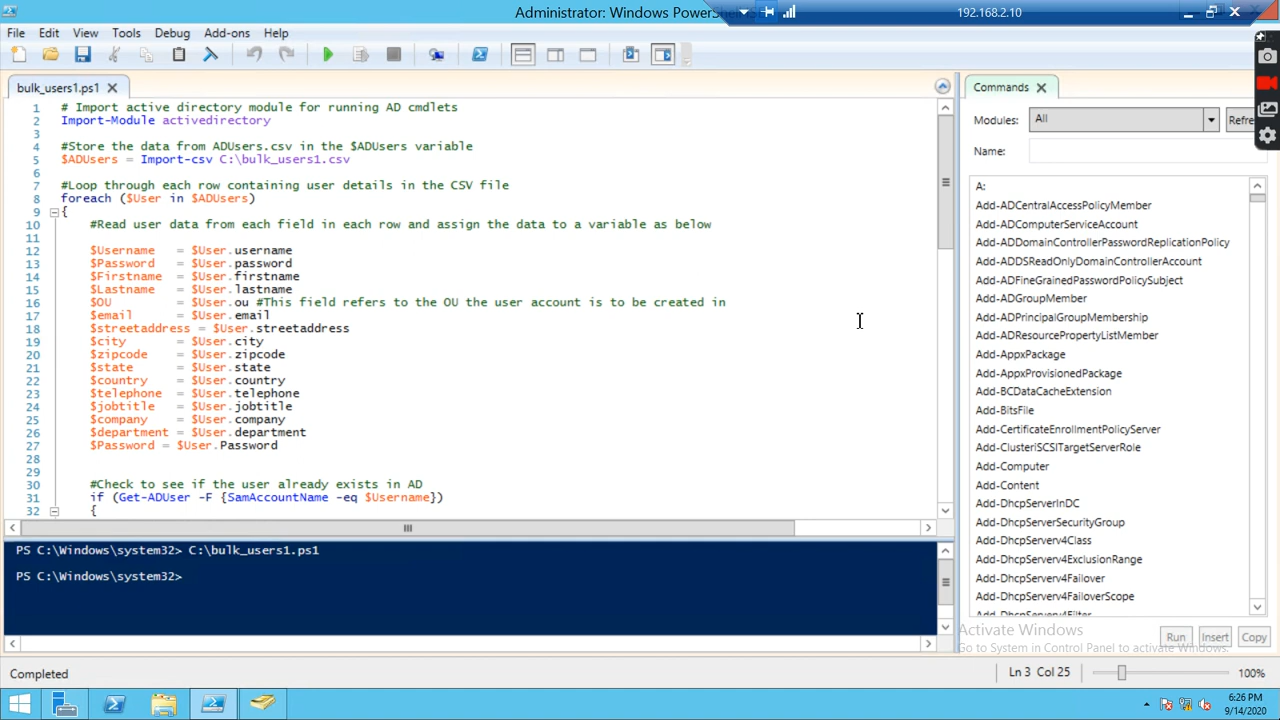 Administrator: Windows PowerShell
192.168.2.10
File Edit View Tools Debug Add-ons Help
bulk_users1.ps1
1 # Import active directory module for running AD cmdlets
2 Import-Module activedirectory
3
4 #Store the data from ADUsers.csv in the $ADUsers variable
5 $ADUsers = Import-csv C:\bulk_users1.csv
6
7 #Loop through each row containing user details in the CSV file
8 foreach ($User in $ADUsers)
9 {
10 #Read user data from each field in each row and assign the data to a variable as below
11
12 $Username = $User.username
13 $Password = $User.password
14 $Firstname = $User.firstname
15 $Lastname = $User.lastname
16 $OU = $User.ou #This field refers to the OU the user account is to be created in
17 $email = $User.email
18 $streetaddress = $User.streetaddress
19 $city = $User.city
20 $zipcode = $User.zipcode
21 $state = $User.state
22 $country = $User.country
23 $telephone = $User.telephone
24 $jobtitle = $User.jobtitle
25 $company = $User.company
26 $department = $User.department
27 $Password = $User.Password
28
29
30 #Check to see if the user already exists in AD
31 if (Get-ADUser -F {SamAccountName -eq $Username})
32 {
PS C:\Windows\system32> C:\bulk_users1.ps1
PS C:\Windows\system32>
Commands
Modules: All Refre
Name:
A:
Add-ADCentralAccessPolicyMember
Add-ADComputerServiceAccount
Add-ADDomainControllerPasswordReplicationPolicy
Add-ADDSReadOnlyDomainControllerAccount
Add-ADFineGrainedPasswordPolicySubject
Add-ADGroupMember
Add-ADPrincipalGroupMembership
Add-ADResourcePropertyListMember
Add-AppxPackage
Add-AppxProvisionedPackage
Add-BCDataCacheExtension
Add-BitsFile
Add-CertificateEnrollmentPolicyServer
Add-ClusteriSCSITargetServerRole
Add-Computer
Add-Content
Add-DhcpServerInDC
Add-DhcpServerSecurityGroup
Add-DhcpServerv4Class
Add-DhcpServerv4ExclusionRange
Add-DhcpServerv4Failover
Add-DhcpServerv4FailoverScope
Add-DhcpServerv4Filter
Activate Windows
Go to System in Control Panel to activate Windows.
Run Insert Copy
Completed
Ln 3 Col 25
100%
6:26 PM
9/14/2020